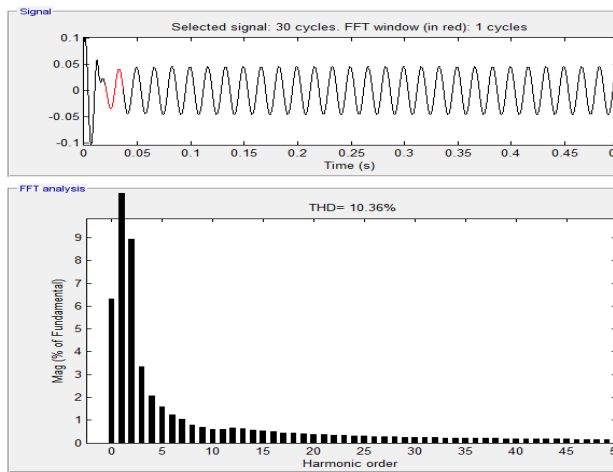 Signal
Selected signal: 30 cycles. FFT window (in red): 1 cycles
0.1
0.05
0
-0.05
-0.1
0 0.05 0.1 0.15 0.2 0.25 0.3 0.35 0.4 0.45 0
Time (s)
FFT analysis
THD= 10.36%
9
8
7
6
5
4
3
2
1
0
Mag (% of Fundamental)
0 5 10 15 20 25 30 35 40 45 5
Harmonic order